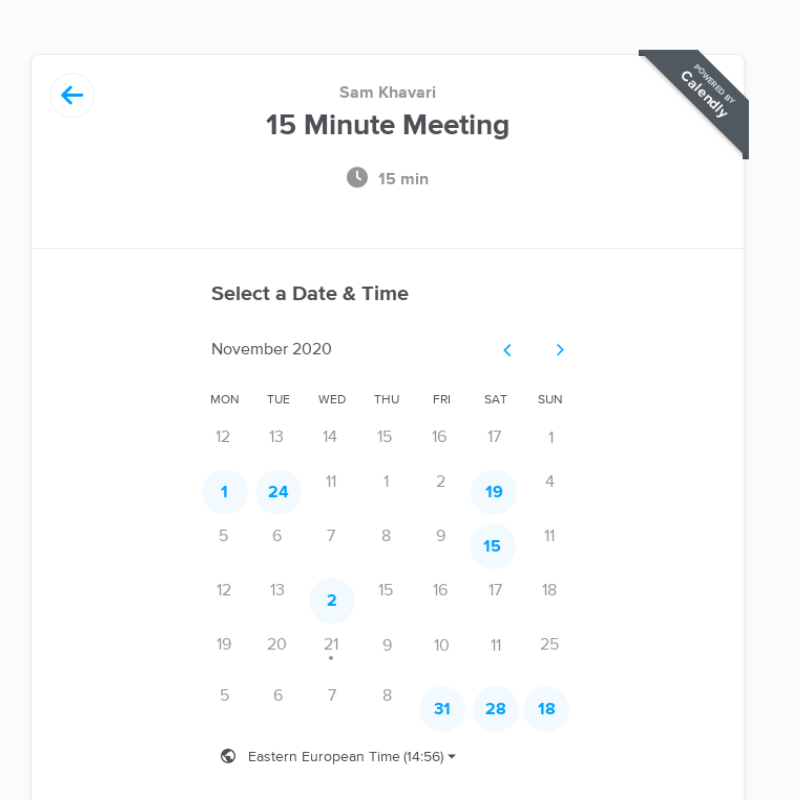 POWERED BY
Calendly
Sam Khavari
15 Minute Meeting
15 min
Select a Date & Time
November 2020
MON TUE WED THU FRI SAT SUN
12 13 14 15 16 17 1
1 24 11 1 2 19 4
5 6 7 8 9 15 11
12 13 2 15 16 17 18
19 20 21 9 10 11 25
5 6 7 8 31 28 18
Eastern European Time (14:56)